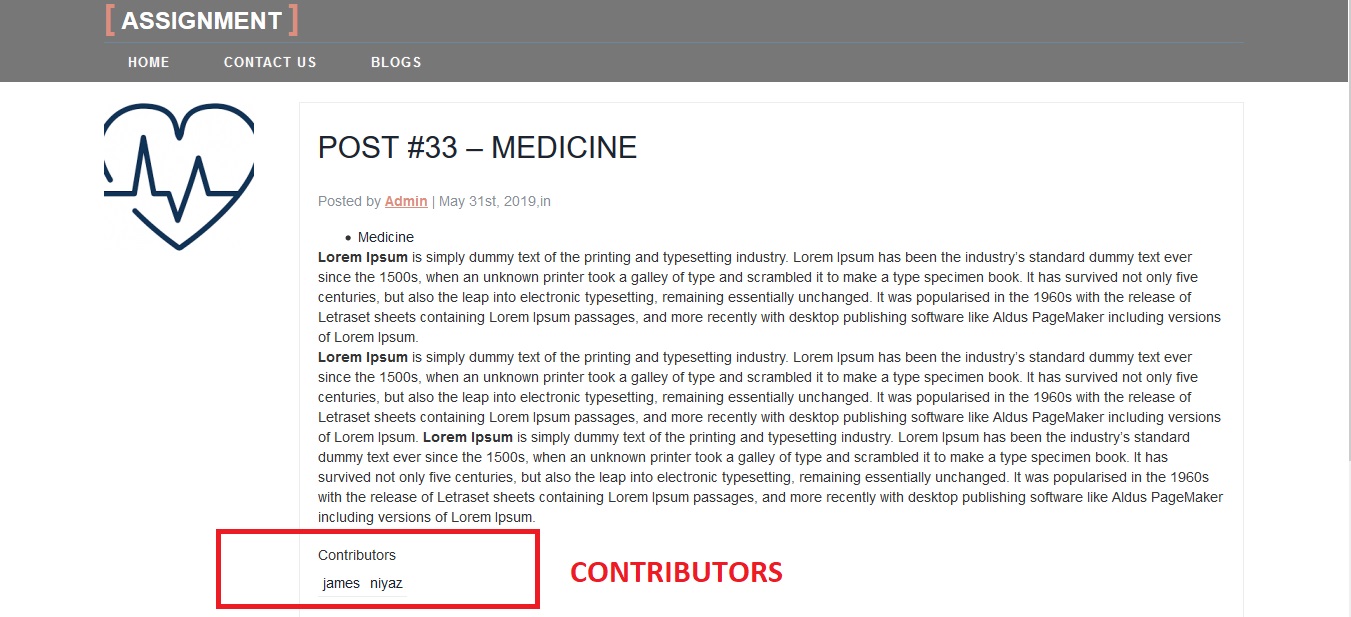 [ ASSIGNMENT ]
HOME CONTACT US BLOGS
POST #33 – MEDICINE
Posted by Admin | May 31st, 2019,in
• Medicine
Lorem Ipsum is simply dummy text of the printing and typesetting industry. Lorem Ipsum has been the industry’s standard dummy text ever
since the 1500s, when an unknown printer took a galley of type and scrambled it to make a type specimen book. It has survived not only five
centuries, but also the leap into electronic typesetting, remaining essentially unchanged. It was popularised in the 1960s with the release of
Letraset sheets containing Lorem Ipsum passages, and more recently with desktop publishing software like Aldus PageMaker including versions
of Lorem Ipsum.
Lorem Ipsum is simply dummy text of the printing and typesetting industry. Lorem Ipsum has been the industry’s standard dummy text ever
since the 1500s, when an unknown printer took a galley of type and scrambled it to make a type specimen book. It has survived not only five
centuries, but also the leap into electronic typesetting, remaining essentially unchanged. It was popularised in the 1960s with the release of
Letraset sheets containing Lorem Ipsum passages, and more recently with desktop publishing software like Aldus PageMaker including versions
of Lorem Ipsum. Lorem Ipsum is simply dummy text of the printing and typesetting industry. Lorem Ipsum has been the industry’s standard
dummy text ever since the 1500s, when an unknown printer took a galley of type and scrambled it to make a type specimen book. It has
survived not only five centuries, but also the leap into electronic typesetting, remaining essentially unchanged. It was popularised in the 1960s
with the release of Letraset sheets containing Lorem Ipsum passages, and more recently with desktop publishing software like Aldus PageMaker
including versions of Lorem Ipsum.
Contributors
james niyaz
CONTRIBUTORS